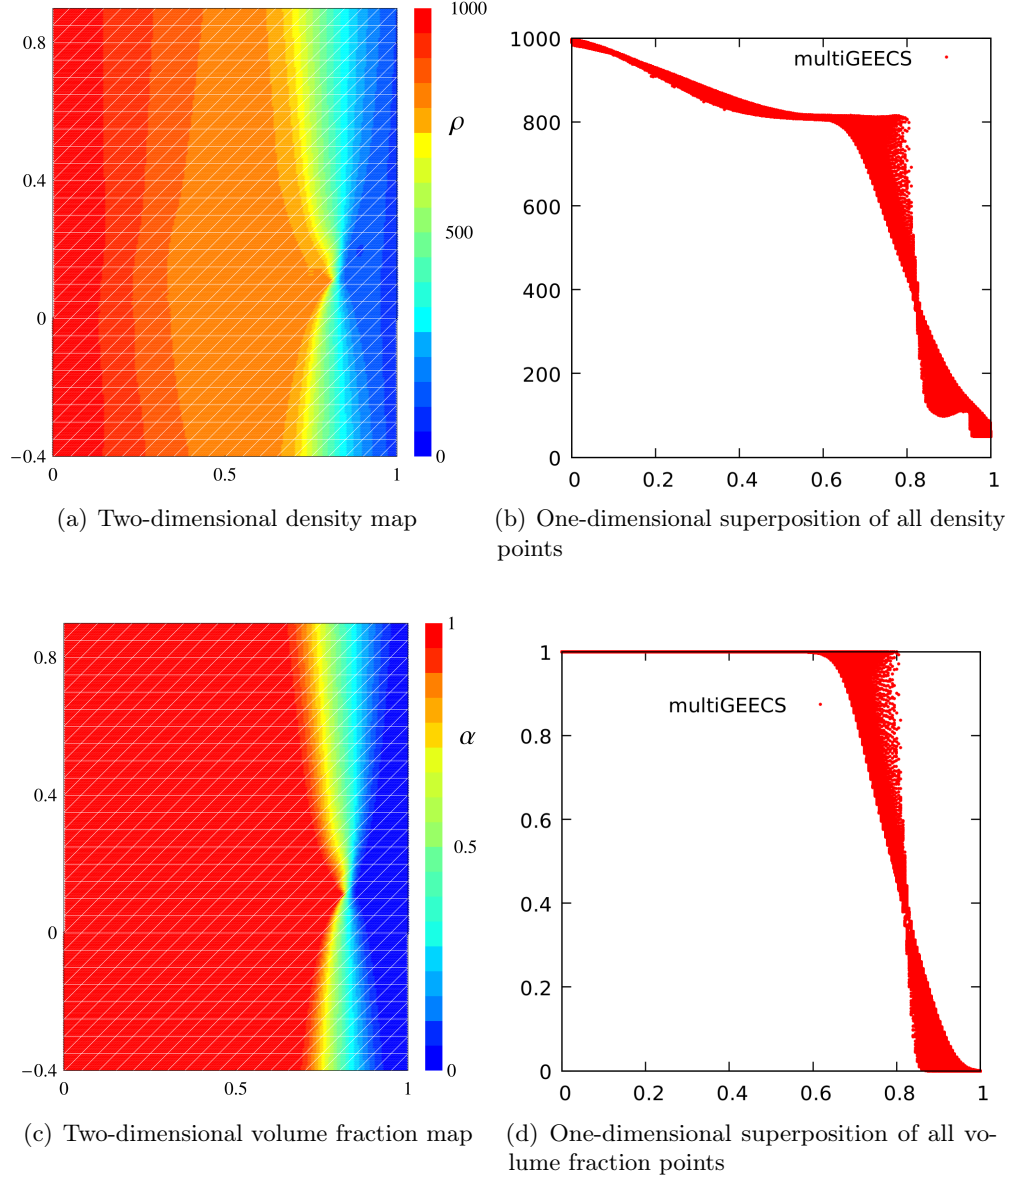 1000
0.8
ρ
0.4
500
0
−0.4
0
0
0.5
1
1000
multiGEECS
800
600
400
200
0
0 0.2 0.4 0.6 0.8 1
(a) Two-dimensional density map
(b) One-dimensional superposition of all density
points
1
0.8
α
0.4
0.5
0
−0.4
0
0
0.5
1
1
multiGEECS
0.8
0.6
0.4
0.2
0
0 0.2 0.4 0.6 0.8 1
(c) Two-dimensional volume fraction map
(d) One-dimensional superposition of all vo-
lume fraction points